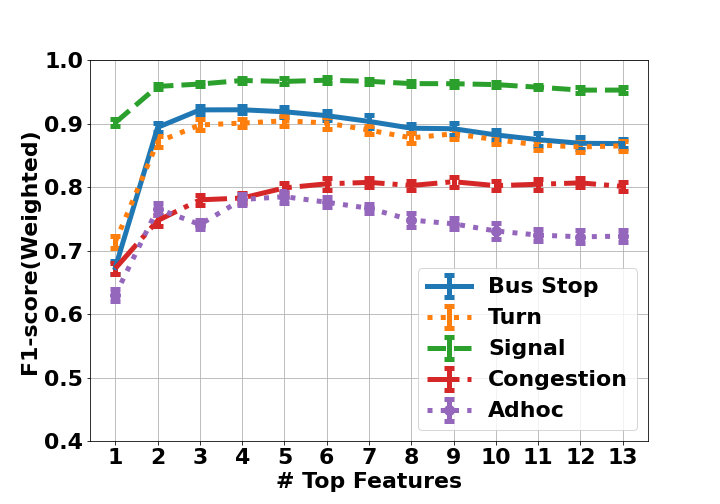 1.0
0.9
0.8
0.7
0.6
0.5
0.4
F1-score(Weighted)
Bus Stop
Turn
Signal
Congestion
Adhoc
1 2 3 4 5 6 7 8 9 10 11 12 13
# Top Features